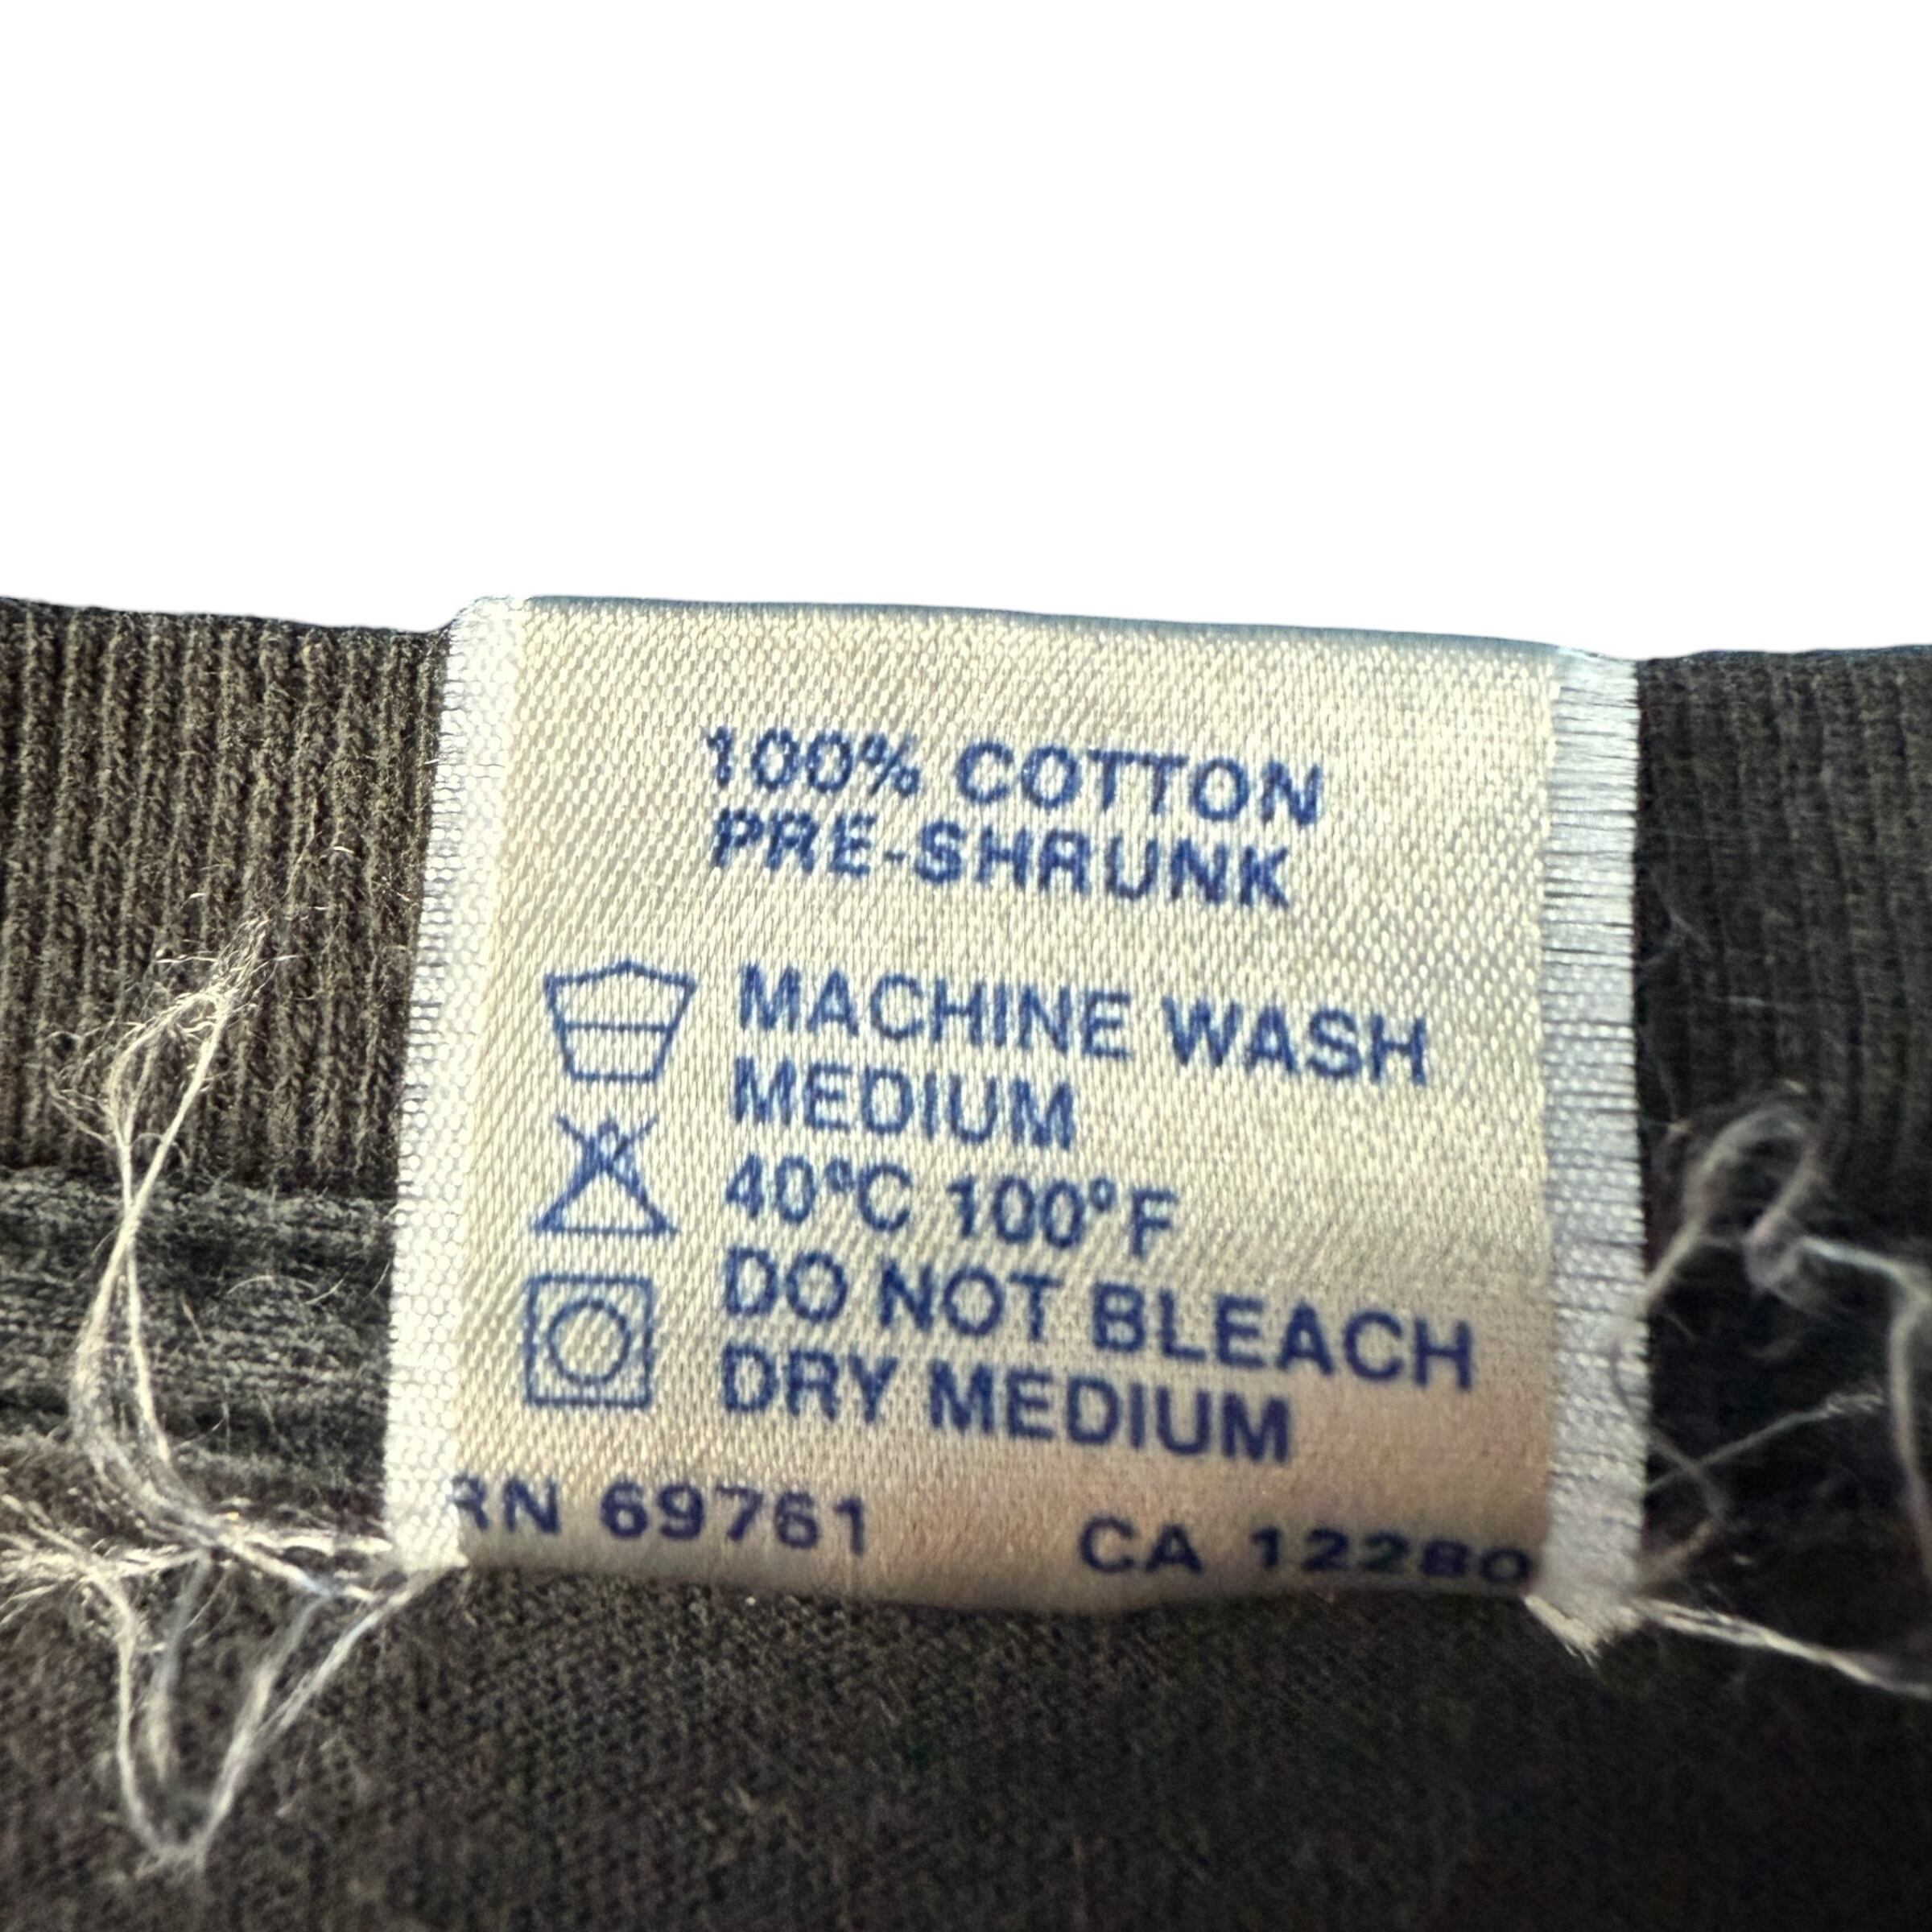 100% COTTON
PRE-SHRUNK
MACHINE WASH
MEDIUM
40°C 100°F
DO NOT BLEACH
DRY MEDIUM
RN 69761 CA 12280